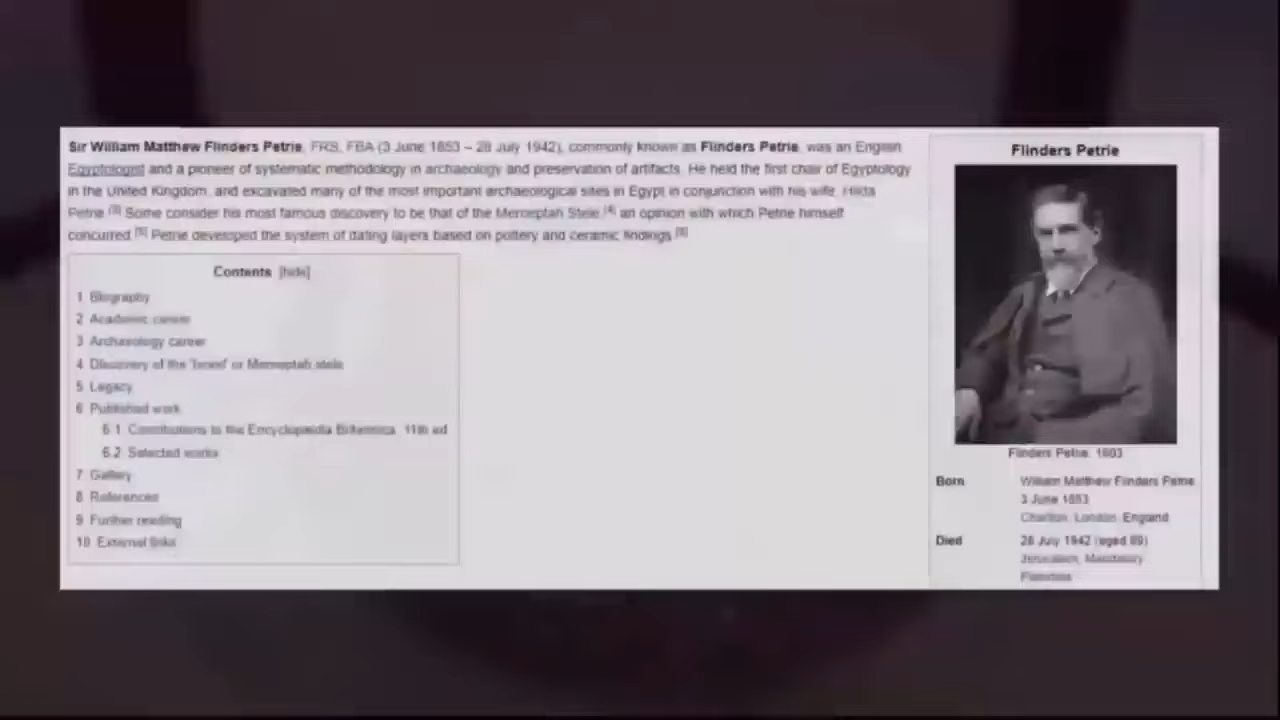 Sir William Matthew Flinders Petrie, FRS, FBA (3 June 1853 – 28 July 1942), commonly known as Flinders Petrie, was an English
Egyptologist and a pioneer of systematic methodology in archaeology and preservation of artifacts. He held the first chair of Egyptology
in the United Kingdom, and excavated many of the most important archaeological sites in Egypt in conjunction with his wife, Hilda
Petrie.[3] Some consider his most famous discovery to be that of the Merneptah Stele,[4] an opinion with which Petrie himself
concurred.[5] Petrie developed the system of dating layers based on pottery and ceramic findings.[6]
Contents [hide]
1 Biography
2 Academic career
3 Archaeology career
4 Discovery of the 'Israel' or Merneptah stele
5 Legacy
6 Published work
6.1 Contributions to the Encyclopædia Britannica, 11th ed
6.2 Selected works
7 Gallery
8 References
9 Further reading
10 External links
Flinders Petrie
Flinders Petrie, 1903
Born William Matthew Flinders Petrie
3 June 1853
Charlton, London, England
Died 28 July 1942 (aged 89)
Jerusalem, Mandatory
Palestine